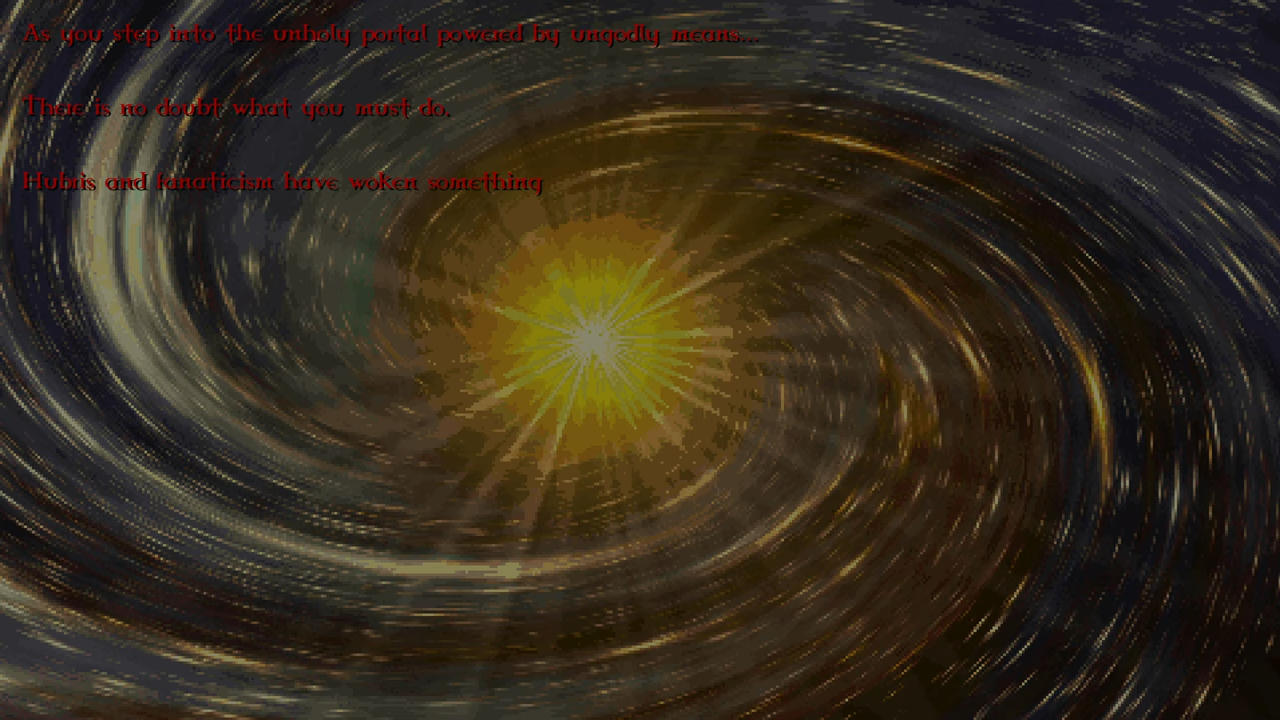 As you step into the unholy portal powered by ungodly means...
There is no doubt what you must do.
Hubris and fanaticism have woken something